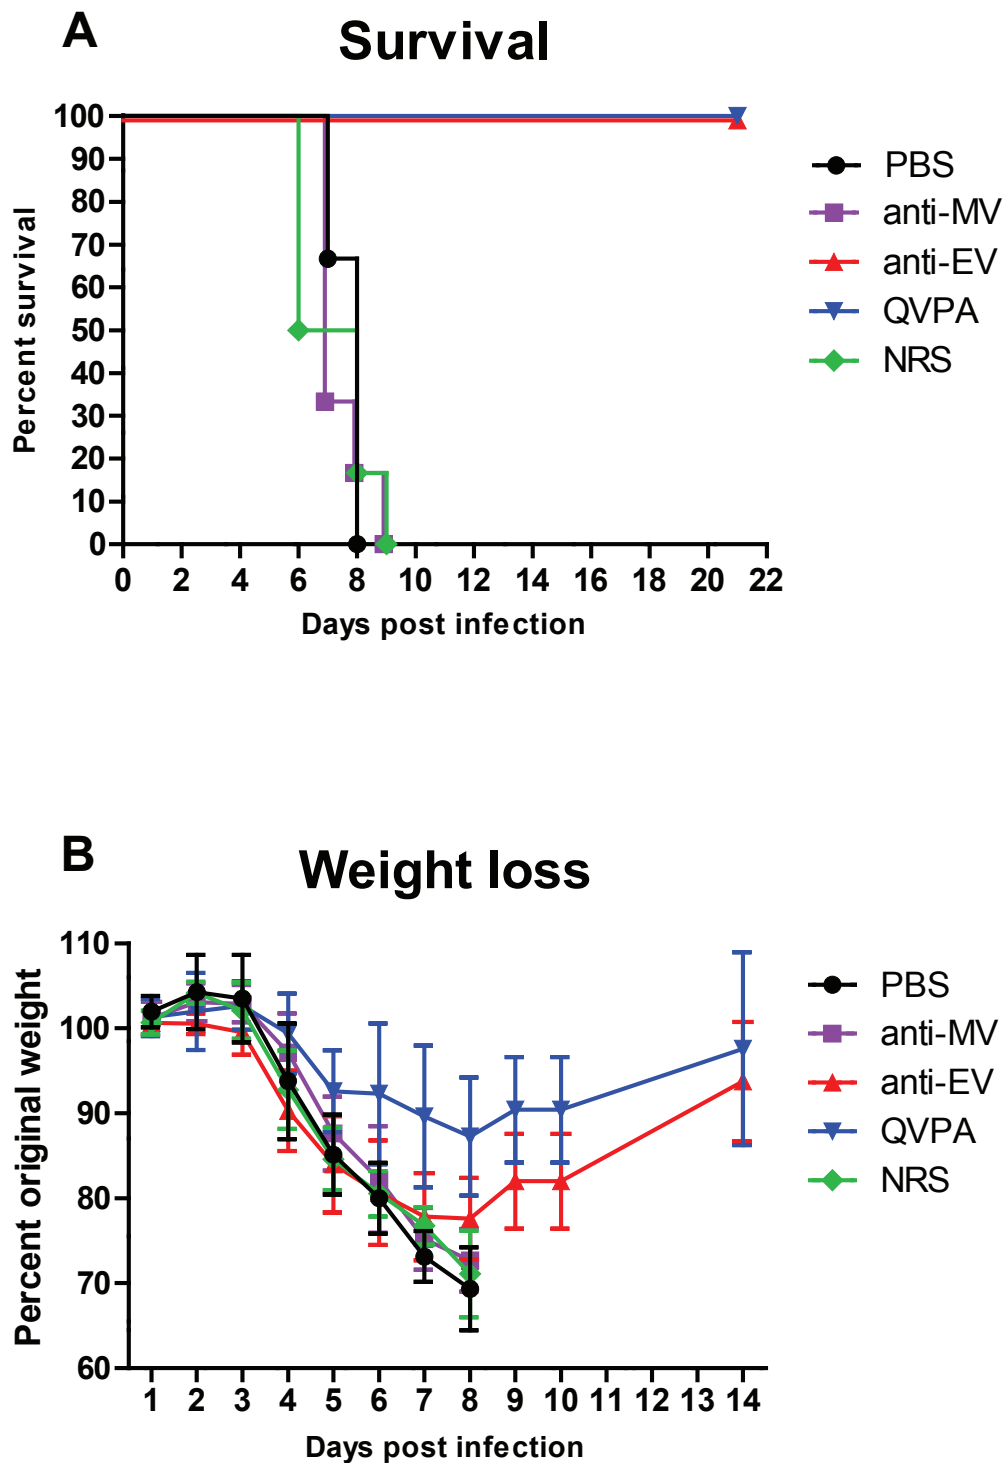 A
Survival
Percent survival
100
90
80
70
60
50
40
30
20
10
0
0 2 4 6 8 10 12 14 16 18 20 22
Days post infection
PBS
anti-MV
anti-EV
QVPA
NRS
B
Weight loss
Percent original weight
110
100
90
80
70
60
1 2 3 4 5 6 7 8 9 10 11 12 13 14
Days post infection
PBS
anti-MV
anti-EV
QVPA
NRS